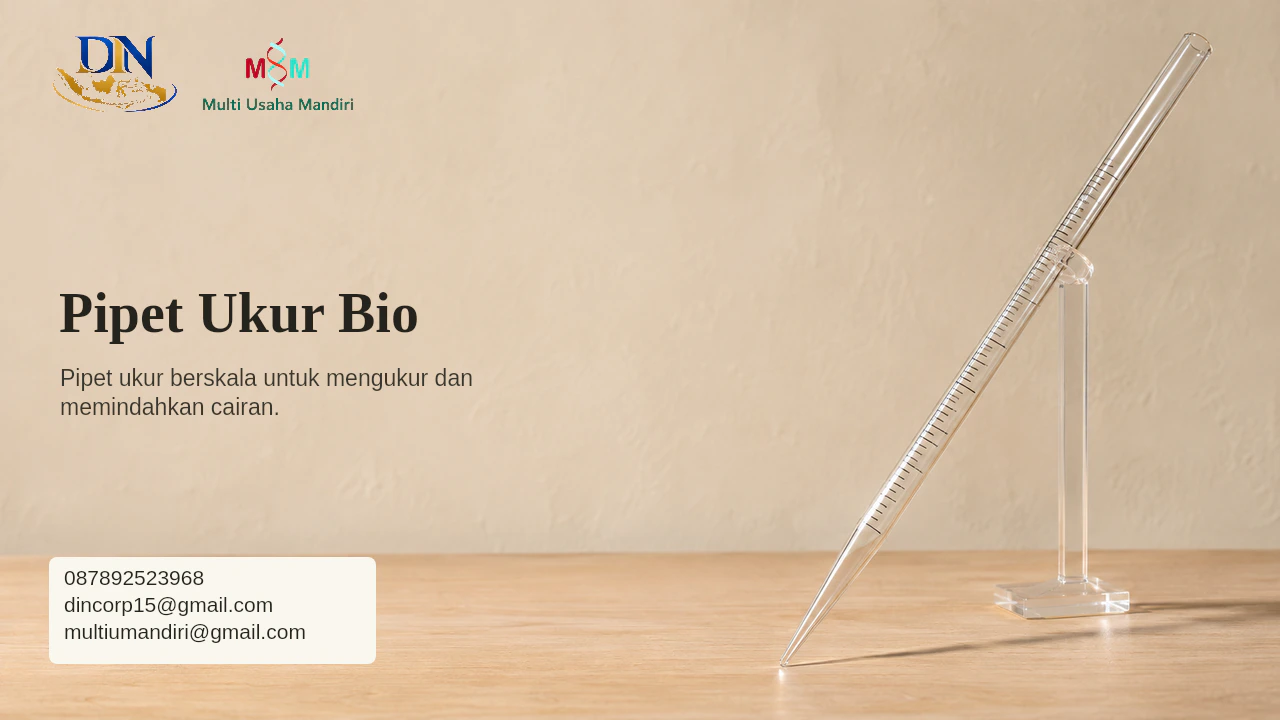 DIN
M M
Multi Usaha Mandiri
Pipet Ukur Bio
Pipet ukur berskala untuk mengukur dan
memindahkan cairan.
087892523968
dincorp15@gmail.com
multiumandiri@gmail.com